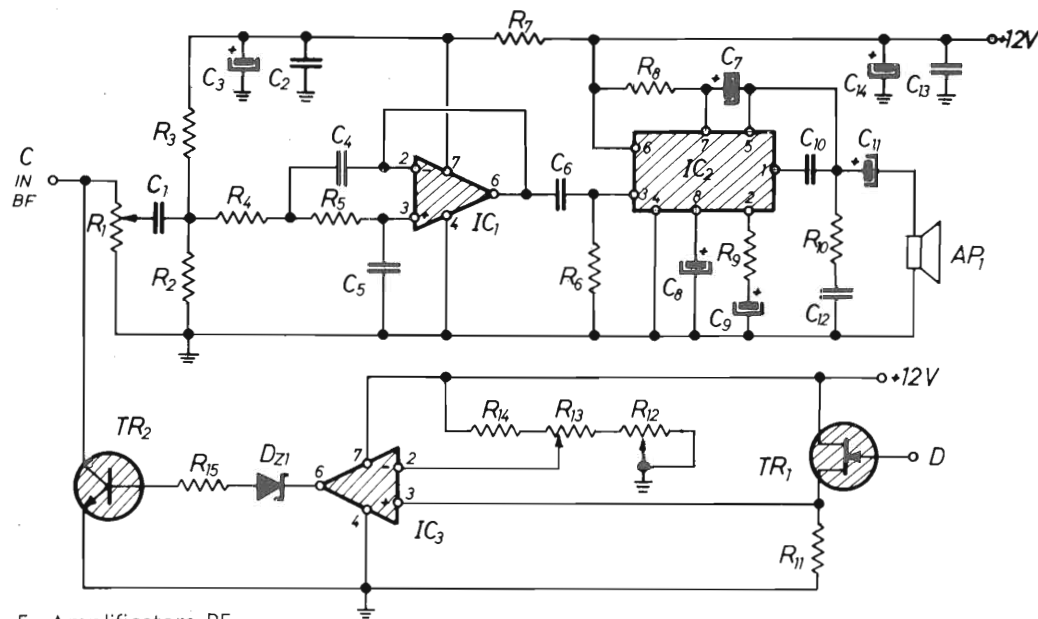 R7
+12V
C3
C2
R8
C7
C14
C13
R3
C
IN
BF
C4
2
7
6
7
5
C1
R4
R5
-
6
C6
IC2
1
C10
C11
R1
3
+
4
IC1
3
4
8
2
R2
C5
R6
C8
R9
C9
R10
C12
AP1
+12V
TR2
R14
R13
R12
TR1
D
R15
DZ1
6
7
2
-
3
+
4
IC3
R11